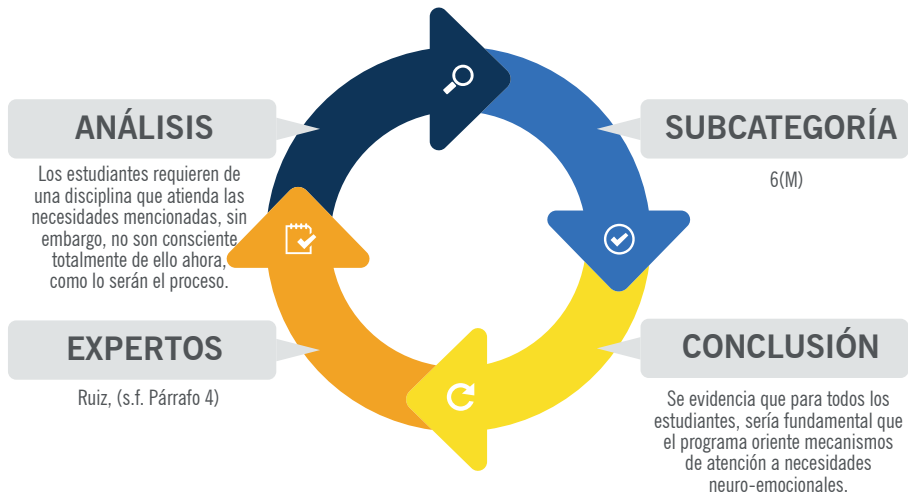 ANÁLISIS
Los estudiantes requieren de
una disciplina que atienda las
necesidades mencionadas, sin
embargo, no son consciente
totalmente de ello ahora,
como lo serán el proceso.
SUBCATEGORÍA
6(M)
EXPERTOS
Ruiz, (s.f. Párrafo 4)
CONCLUSIÓN
Se evidencia que para todos los
estudiantes, sería fundamental que
el programa oriente mecanismos
de atención a necesidades
neuro-emocionales.